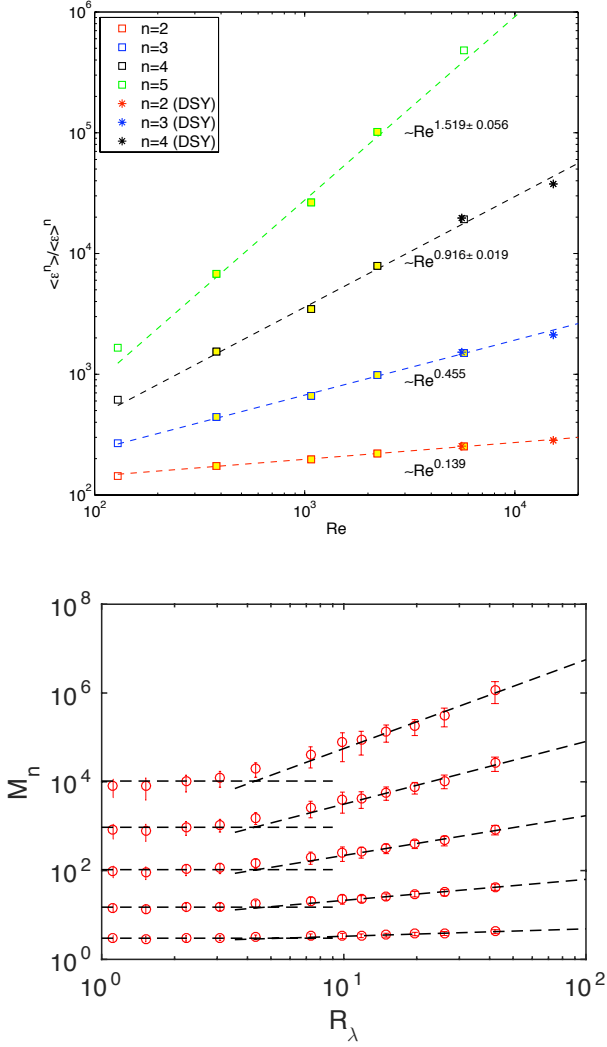 10^6
10^5
10^4
10^3
10^2
<ε^n>/<ε>^n
n=2
n=3
n=4
n=5
n=2 (DSY)
n=3 (DSY)
n=4 (DSY)
~Re^1.519± 0.056
~Re^0.916± 0.019
~Re^0.455
~Re^0.139
10^2 10^3 10^4
Re
10^8
10^6
10^4
10^2
10^0
M_n
10^0 10^1 10^2
R_λ